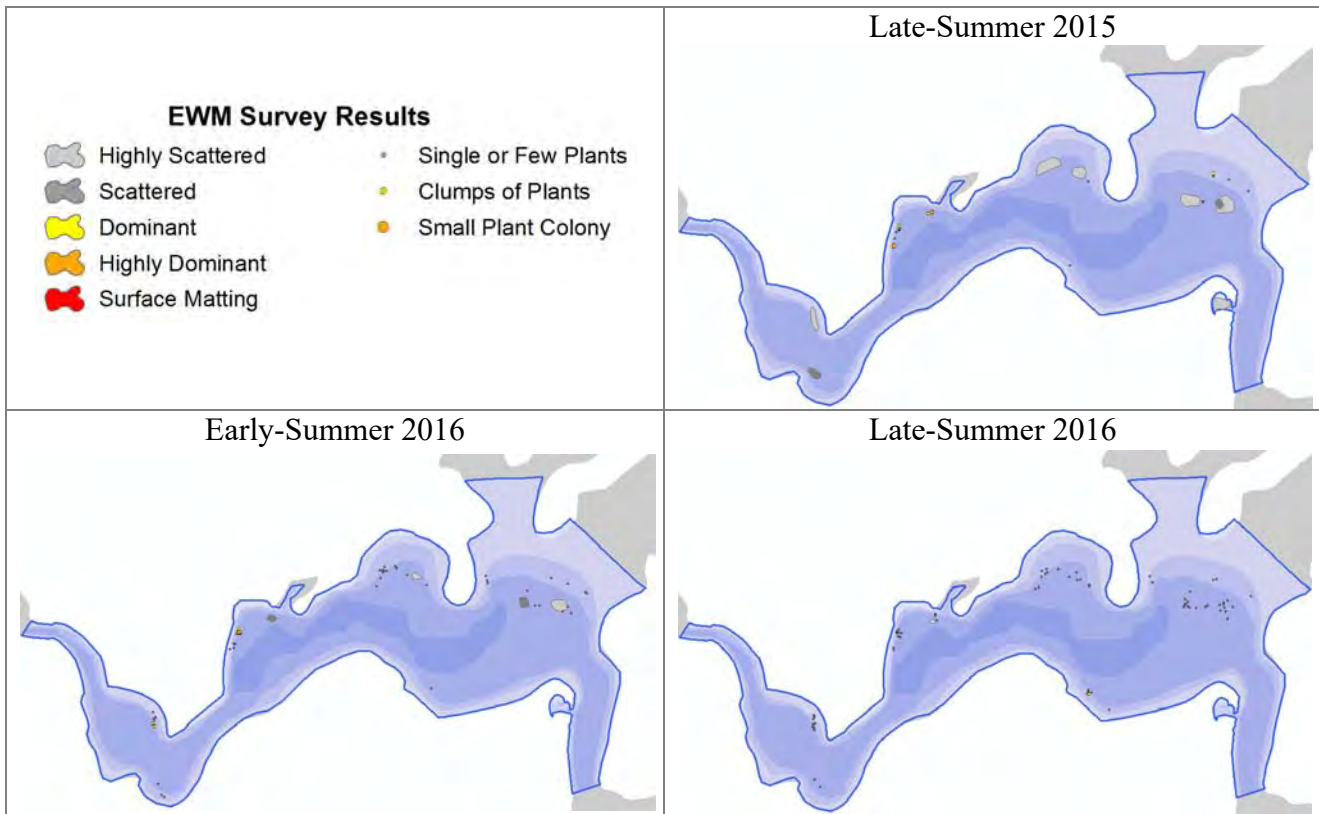 Late-Summer 2015
EWM Survey Results
Highly Scattered
Scattered
Dominant
Highly Dominant
Surface Matting
Single or Few Plants
Clumps of Plants
Small Plant Colony
Early-Summer 2016
Late-Summer 2016